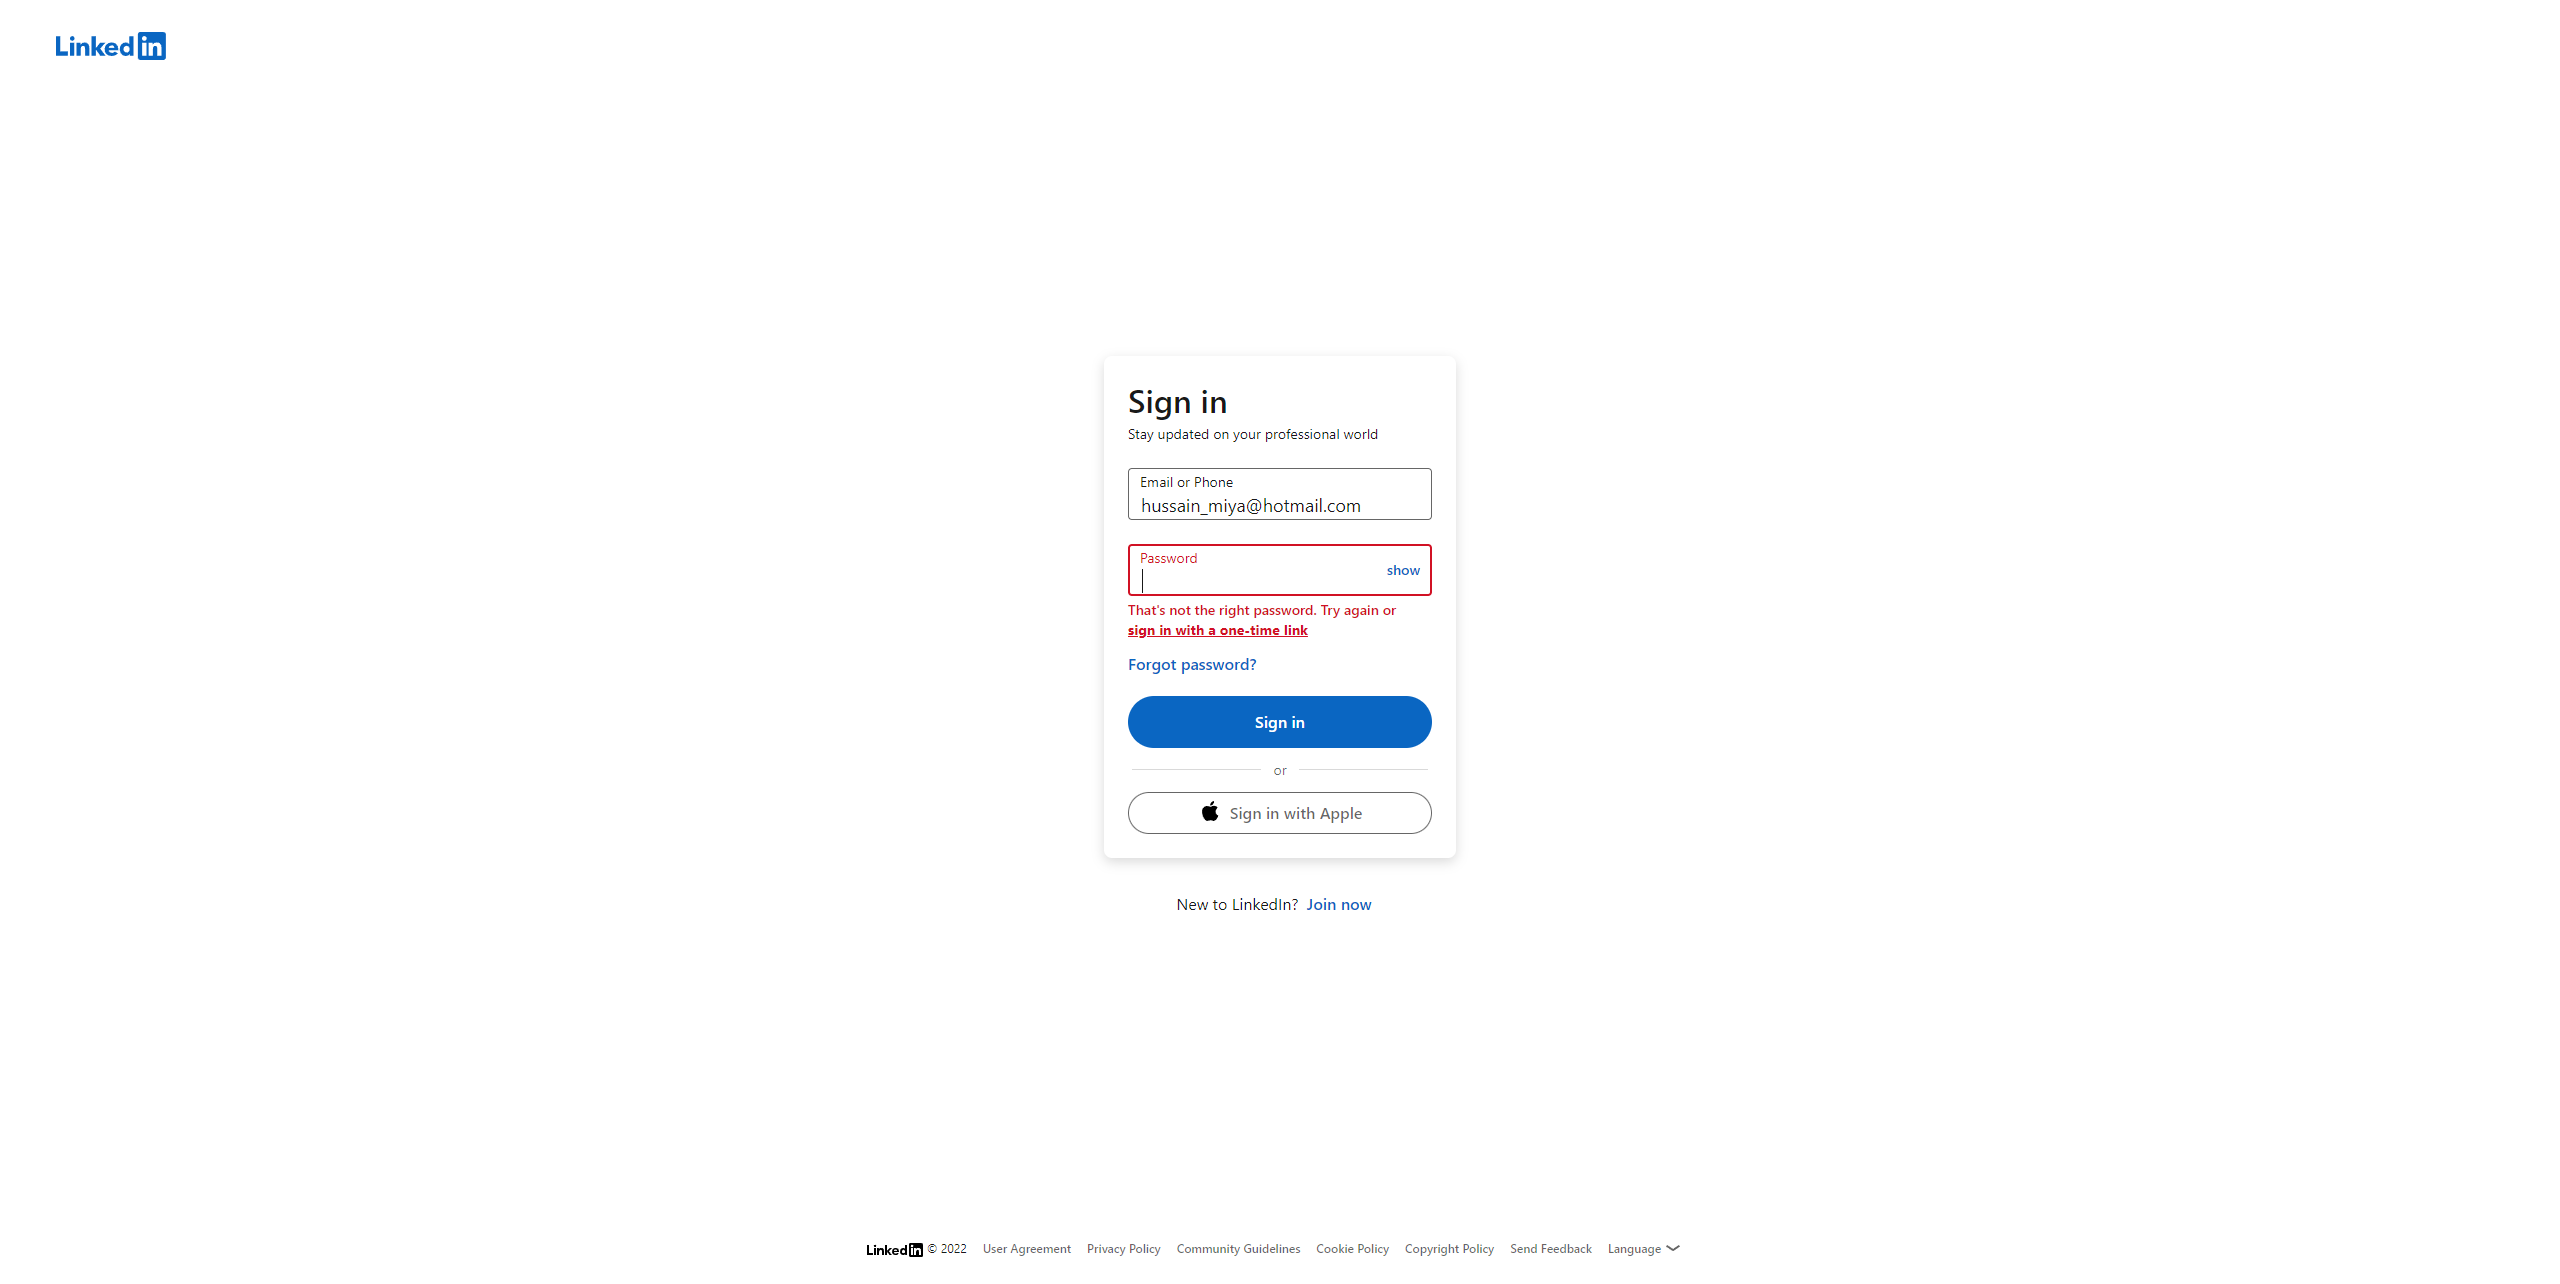 Linked in
Sign in
Stay updated on your professional world
Email or Phone
hussain_miya@hotmail.com
Password
show
That's not the right password. Try again or
sign in with a one-time link
Forgot password?
Sign in
or
Sign in with Apple
New to LinkedIn? Join now
Linked in © 2022 User Agreement Privacy Policy Community Guidelines Cookie Policy Copyright Policy Send Feedback Language